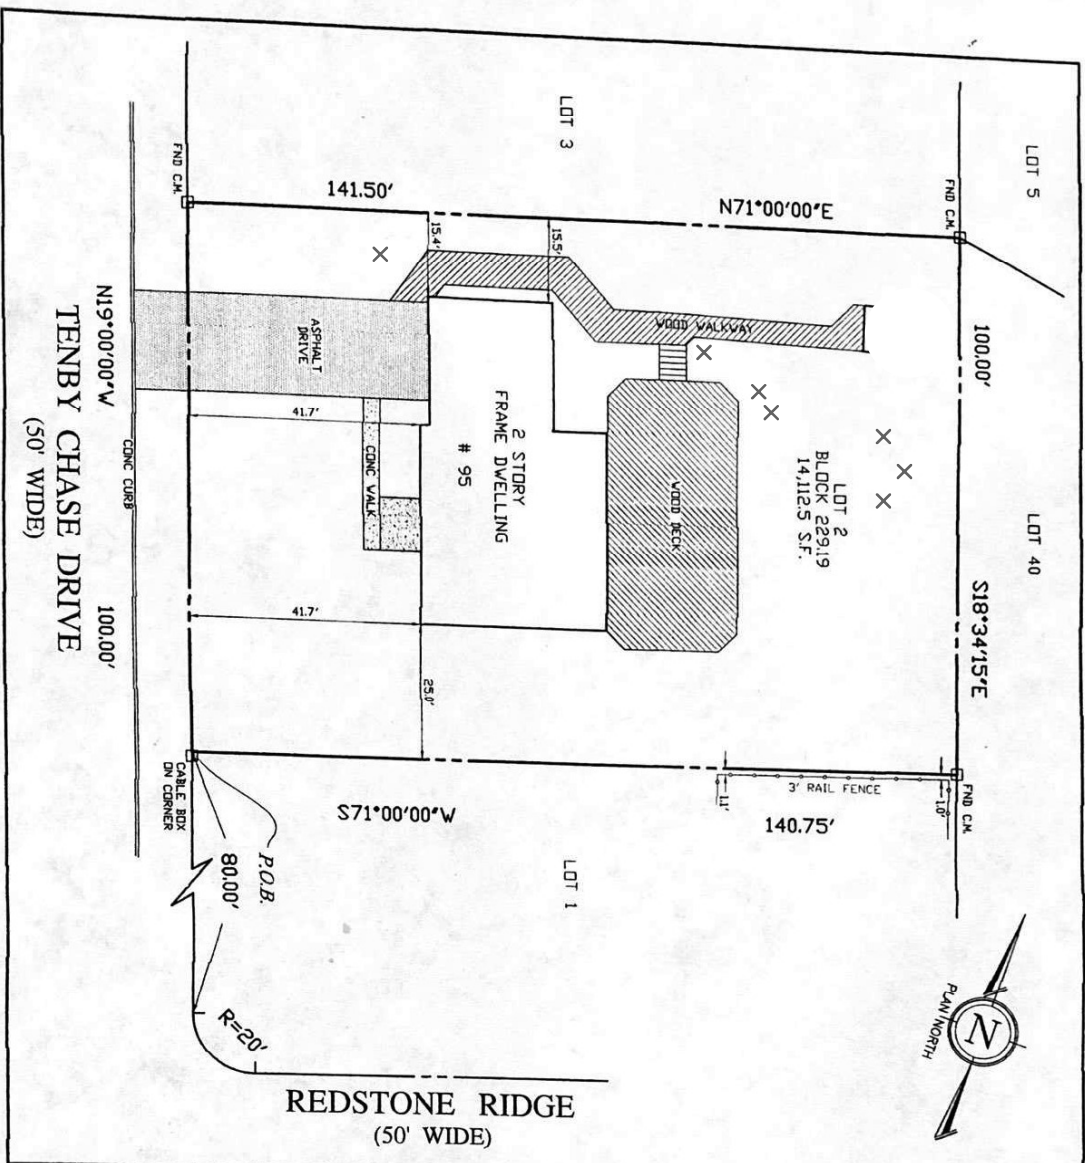 LOT 5
LOT 40
LOT 3
FND C.M.
FND C.M.
141.50'
N71°00'00"E
100.00'
S18°34'15"E
15.4'
15.5'
WOOD WALKWAY
ASPHALT
DRIVE
N19°00'00"W
TENBY CHASE DRIVE
(50' WIDE)
CONC CURB
100.00'
41.7'
CONC WALK
41.7'
2 STORY
FRAME DWELLING
# 95
WOOD DECK
LOT 2
BLOCK 229.19
14,112.5 S.F.
25.0'
CABLE BOX
ON CORNER
S71°00'00"W
3' RAIL FENCE
1.1'
1.0'
FND C.M.
140.75'
P.O.B.
80.00'
LOT 1
R=20'
N
PLAN NORTH
REDSTONE RIDGE
(50' WIDE)